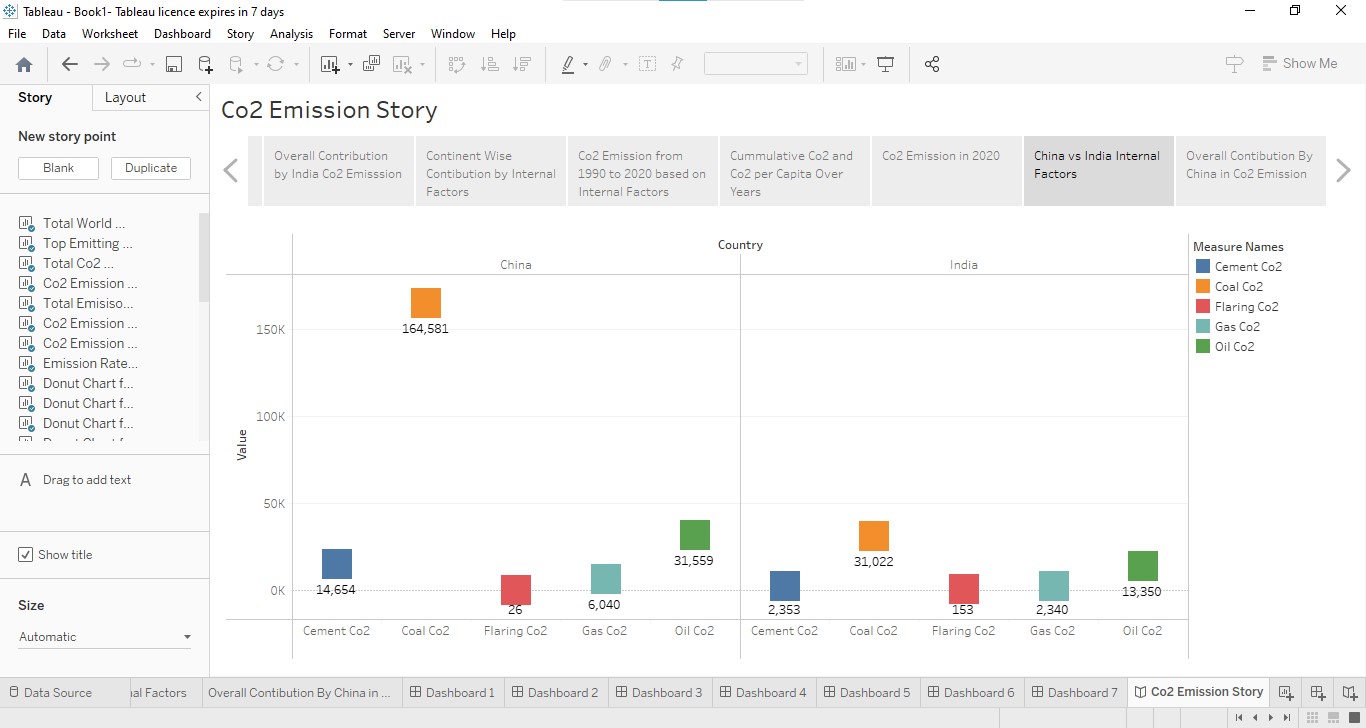 Tableau - Book1- Tableau licence expires in 7 days
File Data Worksheet Dashboard Story Analysis Format Server Window Help
Show Me
Story Layout
New story point
Blank Duplicate
Total World ...
Top Emitting ...
Total Co2 ...
Co2 Emission ...
Total Emisiso...
Co2 Emission ...
Co2 Emission ...
Emission Rate...
Donut Chart f...
Donut Chart f...
Donut Chart f...
A Drag to add text
Show title
Size
Automatic
Co2 Emission Story
Overall Contribution
by India Co2 Emisssion
Continent Wise
Contibution by Internal
Factors
Co2 Emission from
1990 to 2020 based on
Internal Factors
Cummulative Co2 and
Co2 per Capita Over
Years
Co2 Emission in 2020
China vs India Internal
Factors
Overall Contibution By
China in Co2 Emission
Country
China India
Value
150K
100K
50K
0K
164,581
14,654
26
6,040
31,559
2,353
31,022
153
2,340
13,350
Cement Co2 Coal Co2 Flaring Co2 Gas Co2 Oil Co2 Cement Co2 Coal Co2 Flaring Co2 Gas Co2 Oil Co2
Measure Names
Cement Co2
Coal Co2
Flaring Co2
Gas Co2
Oil Co2
Data Source al Factors Overall Contibution By China in ... Dashboard 1 Dashboard 2 Dashboard 3 Dashboard 4 Dashboard 5 Dashboard 6 Dashboard 7 Co2 Emission Story